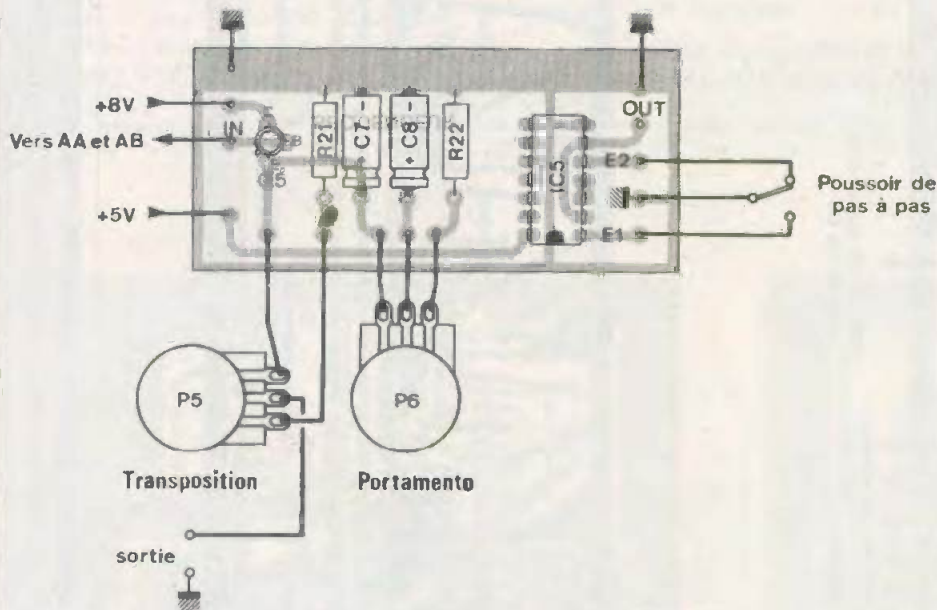 +8V
OUT
IN
Vers AA et AB
R21
C7 -
+ C8 -
R22
IC5
E2
Poussoir de
pas à pas
+5V
E1
P5
P6
Transposition
Portamento
sortie